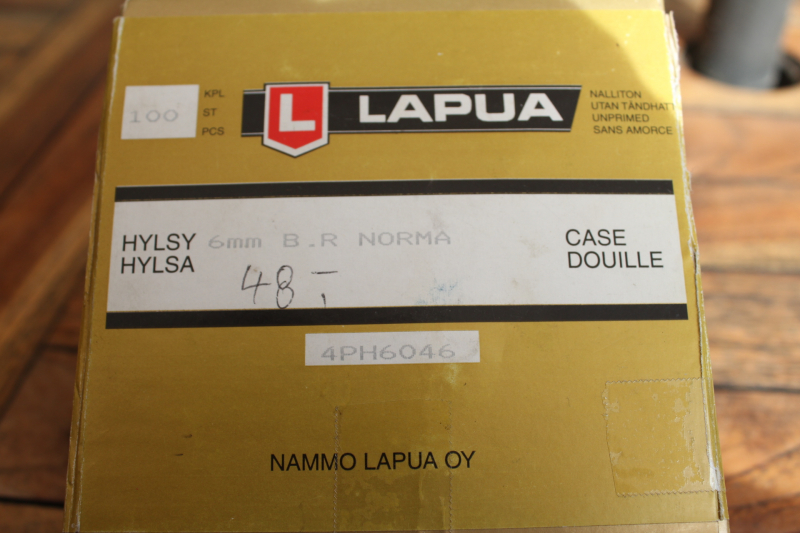 100
KPL
ST
PCS
L LAPUA
NALLITON
UTAN TÄNDHATT
UNPRIMED
SANS AMORCE
HYLSY 6mm B.R NORMA
HYLSA
48,-
CASE
DOUILLE
4PH6046
NAMMO LAPUA OY